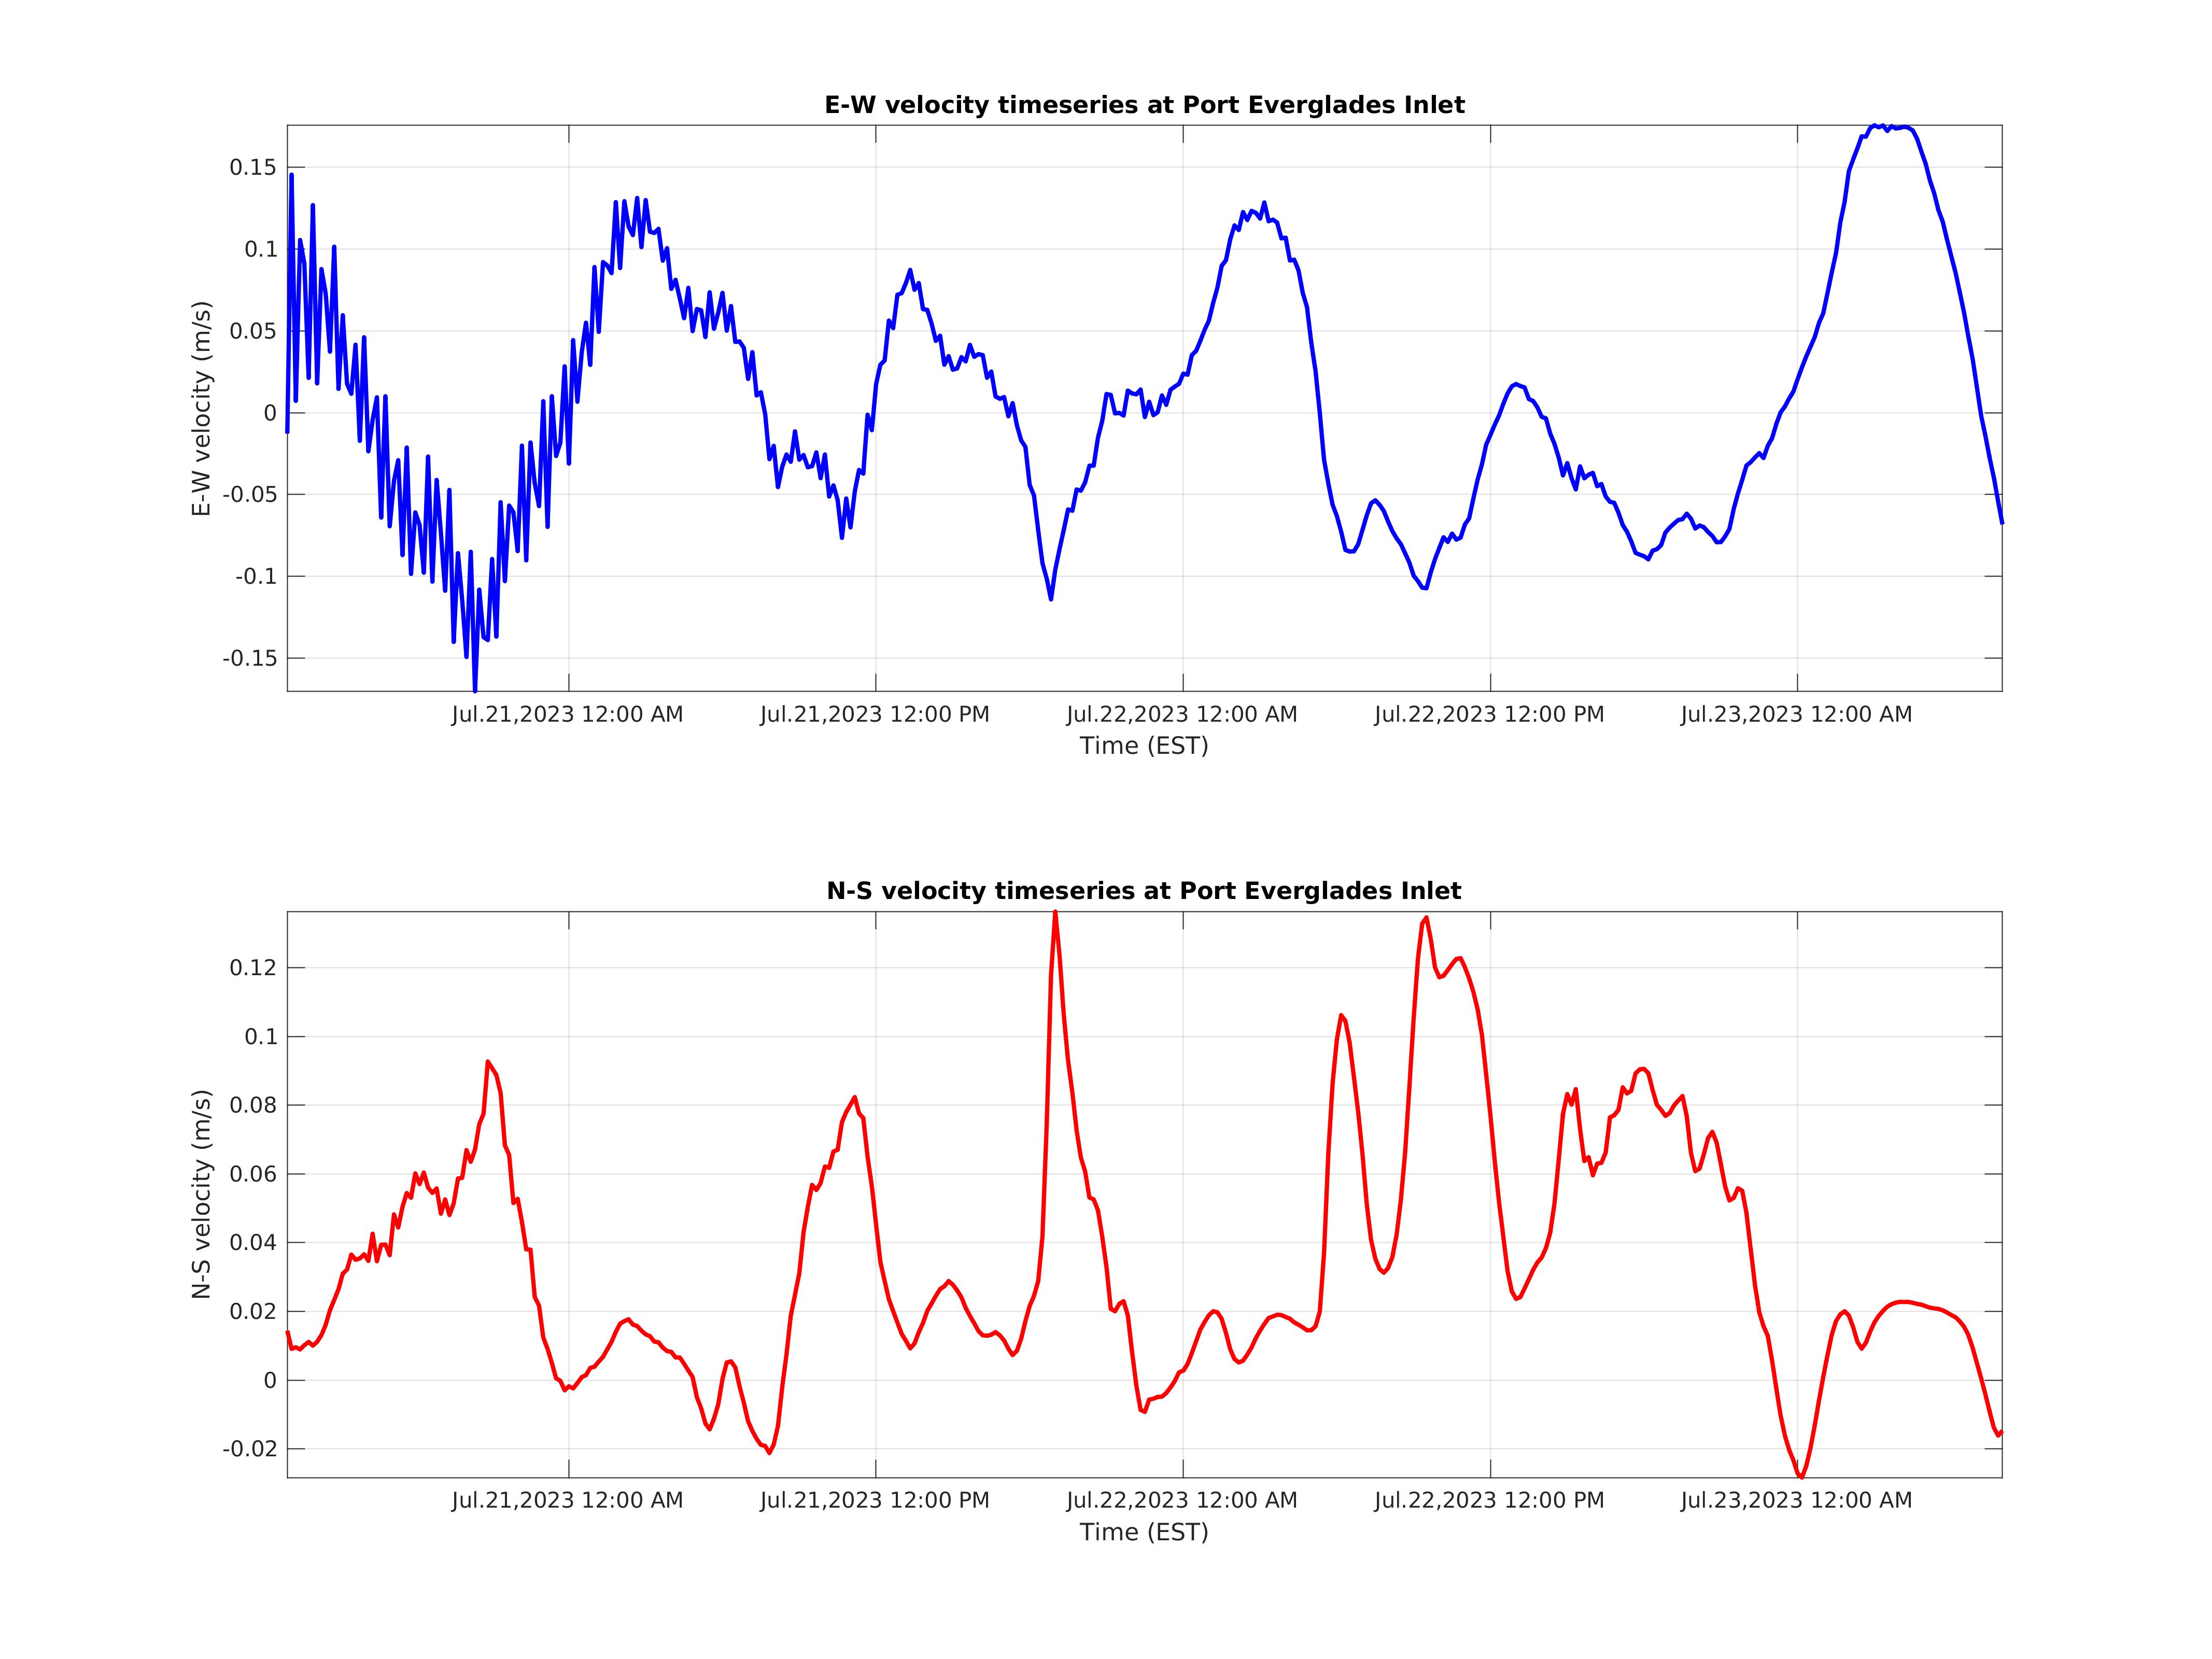 E-W velocity timeseries at Port Everglades Inlet
E-W velocity (m/s)
0.15
0.1
0.05
0
-0.05
-0.1
-0.15
Jul.21,2023 12:00 AM Jul.21,2023 12:00 PM Jul.22,2023 12:00 AM Jul.22,2023 12:00 PM Jul.23,2023 12:00 AM
Time (EST)
N-S velocity timeseries at Port Everglades Inlet
N-S velocity (m/s)
0.12
0.1
0.08
0.06
0.04
0.02
0
-0.02
Jul.21,2023 12:00 AM Jul.21,2023 12:00 PM Jul.22,2023 12:00 AM Jul.22,2023 12:00 PM Jul.23,2023 12:00 AM
Time (EST)